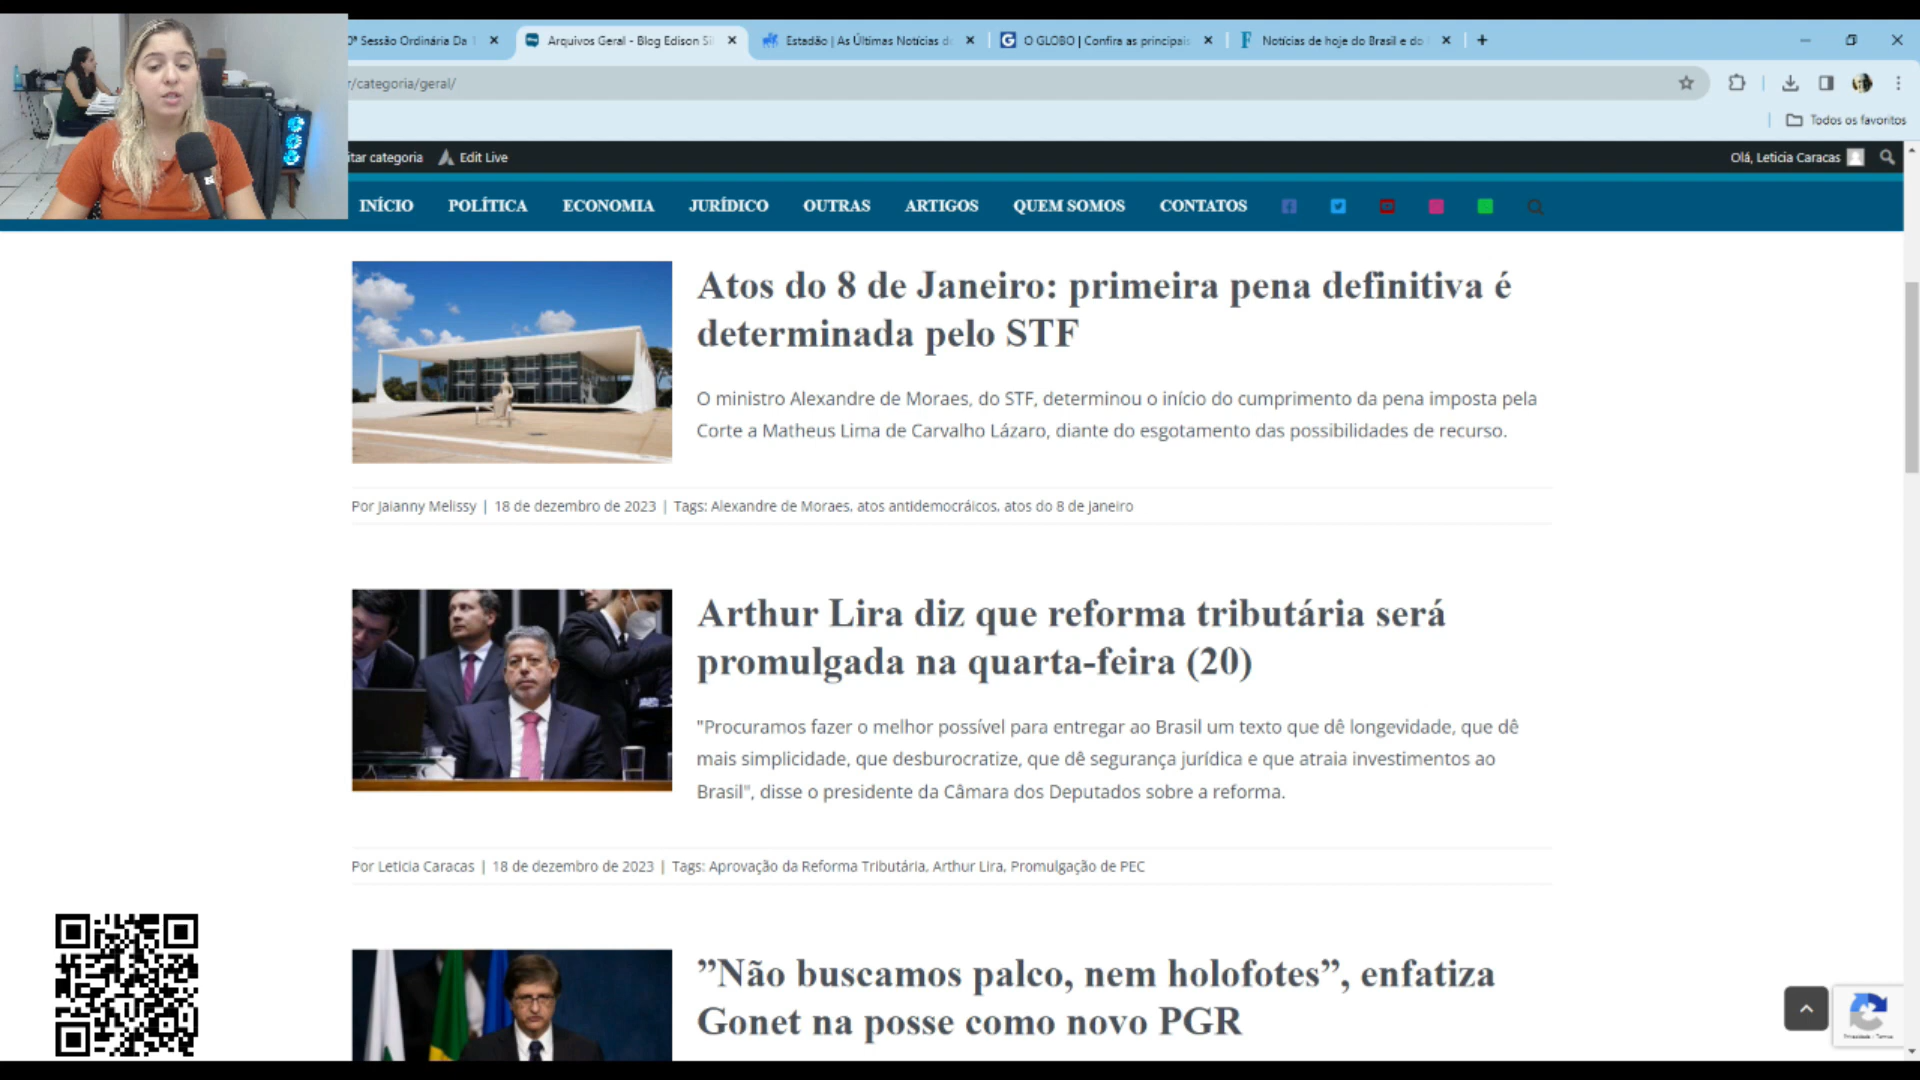 0ª Sessão Ordinária Da 1
Arquivos Geral - Blog Edison Si
Estadão | As Últimas Notícias d
O GLOBO | Confira as principais
Notícias de hoje do Brasil e do
r/categoria/geral/
Todos os favoritos
itar categoria
Edit Live
Olá, Leticia Caracas
INÍCIO
POLÍTICA
ECONOMIA
JURÍDICO
OUTRAS
ARTIGOS
QUEM SOMOS
CONTATOS
Atos do 8 de Janeiro: primeira pena definitiva é
determinada pelo STF
O ministro Alexandre de Moraes, do STF, determinou o início do cumprimento da pena imposta pela
Corte a Matheus Lima de Carvalho Lázaro, diante do esgotamento das possibilidades de recurso.
Por Jaianny Melissy | 18 de dezembro de 2023 | Tags: Alexandre de Moraes, atos antidemocráicos, atos do 8 de janeiro
Arthur Lira diz que reforma tributária será
promulgada na quarta-feira (20)
"Procuramos fazer o melhor possível para entregar ao Brasil um texto que dê longevidade, que dê
mais simplicidade, que desburocratize, que dê segurança jurídica e que atraia investimentos ao
Brasil", disse o presidente da Câmara dos Deputados sobre a reforma.
Por Leticia Caracas | 18 de dezembro de 2023 | Tags: Aprovação da Reforma Tributária, Arthur Lira, Promulgação de PEC
”Não buscamos palco, nem holofotes”, enfatiza
Gonet na posse como novo PGR
Privacidade - Termos